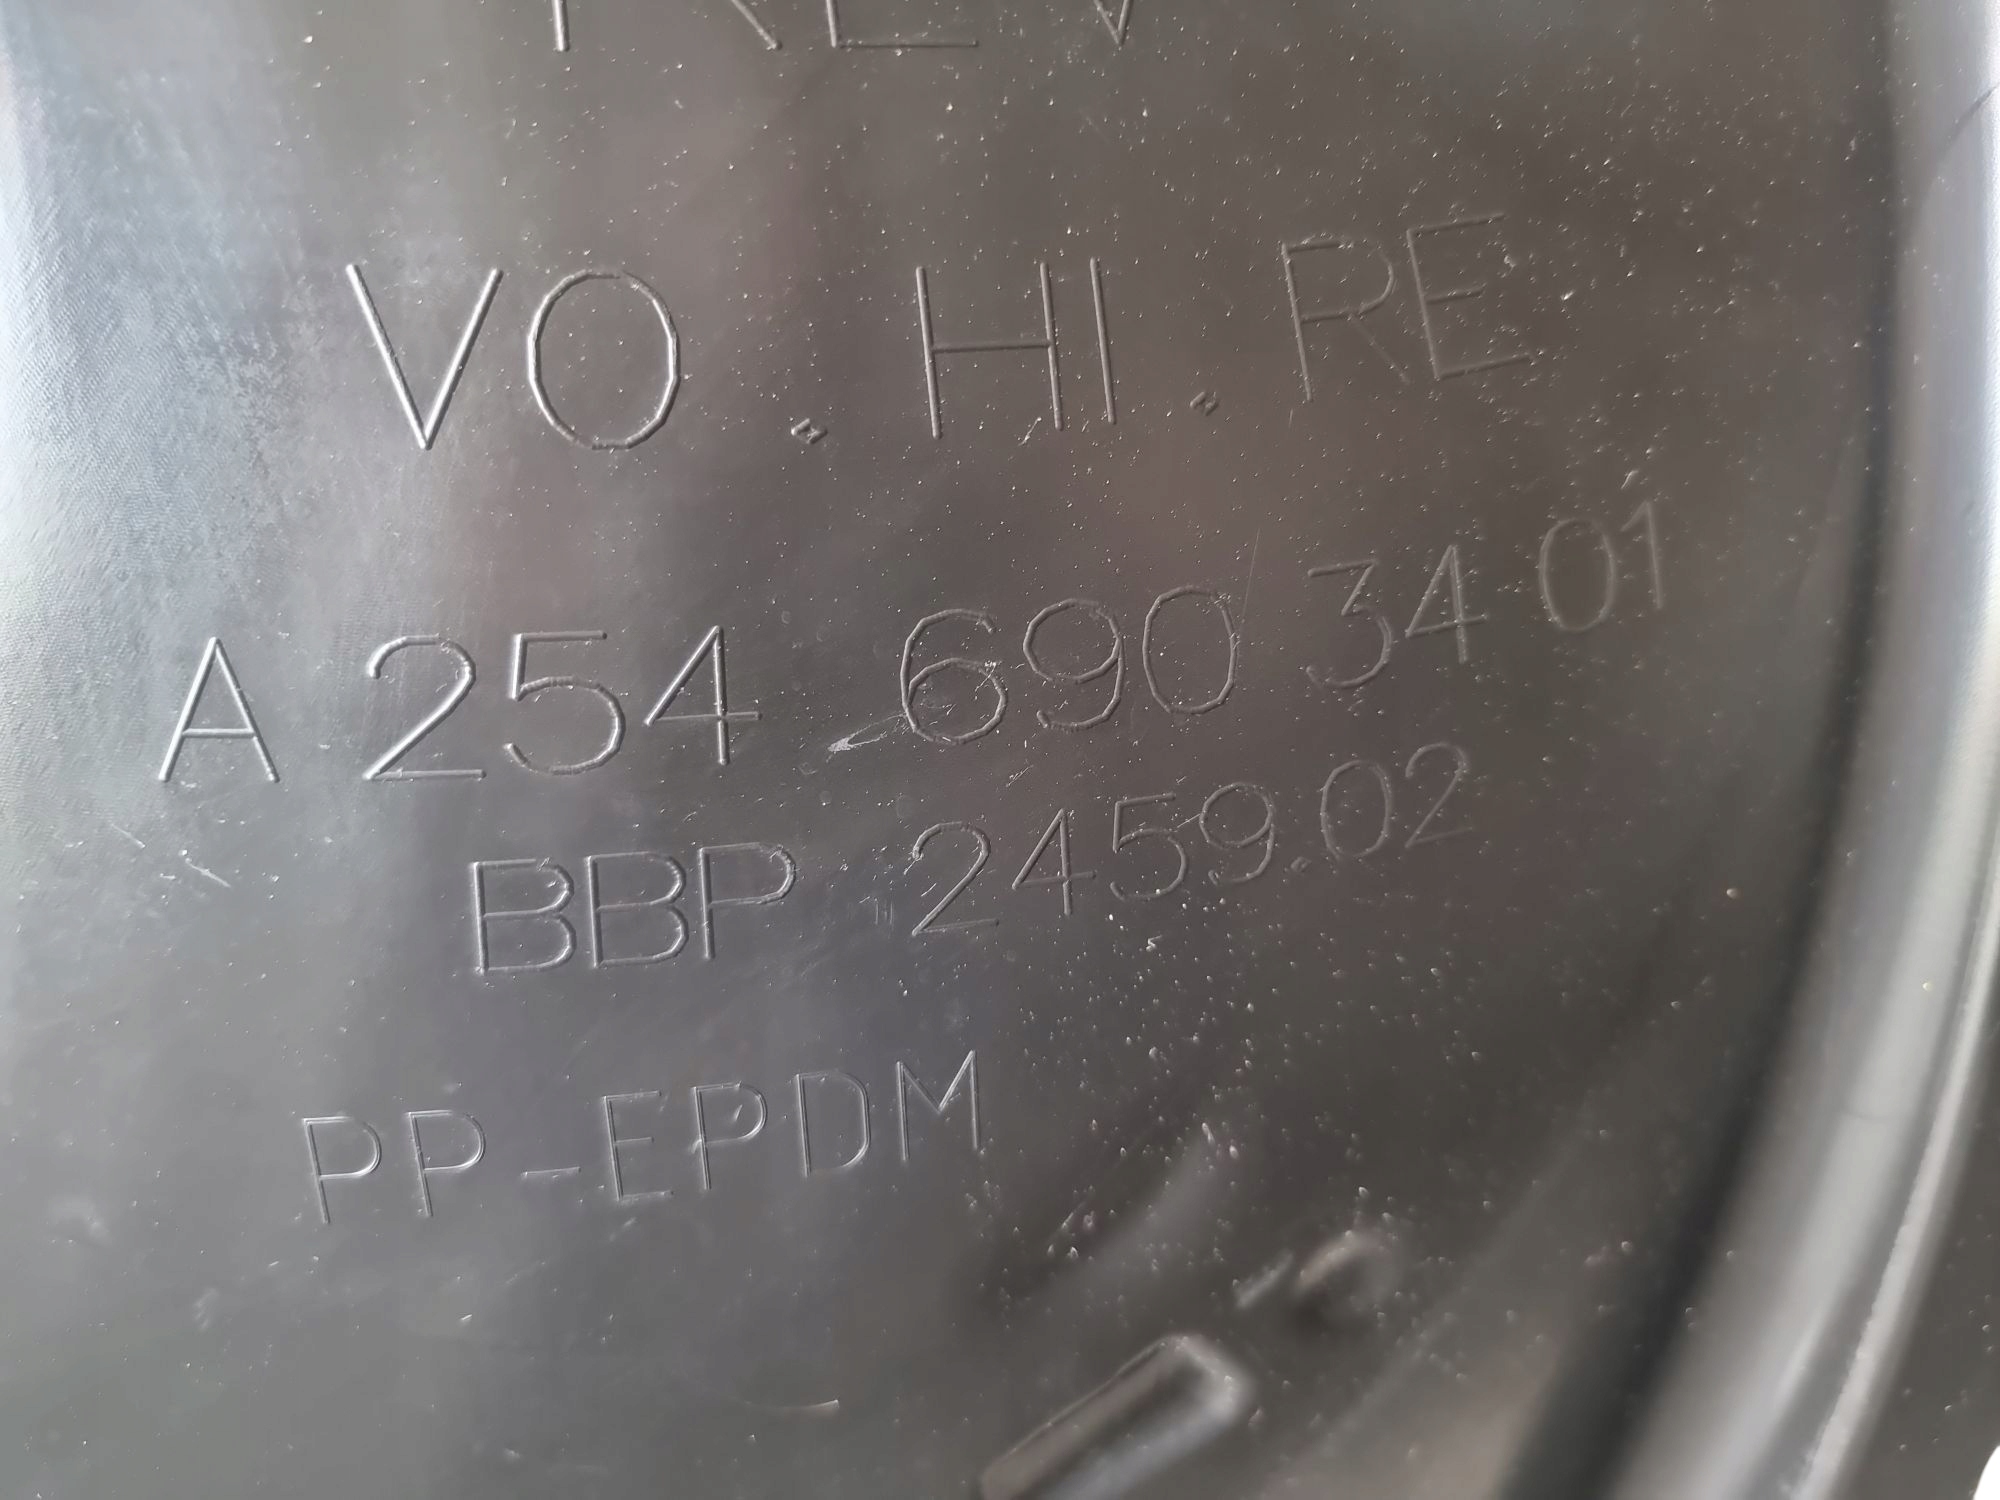 VO . HI . RE
A 254 690 34 01
BBP 2459.02
PP-EPDM